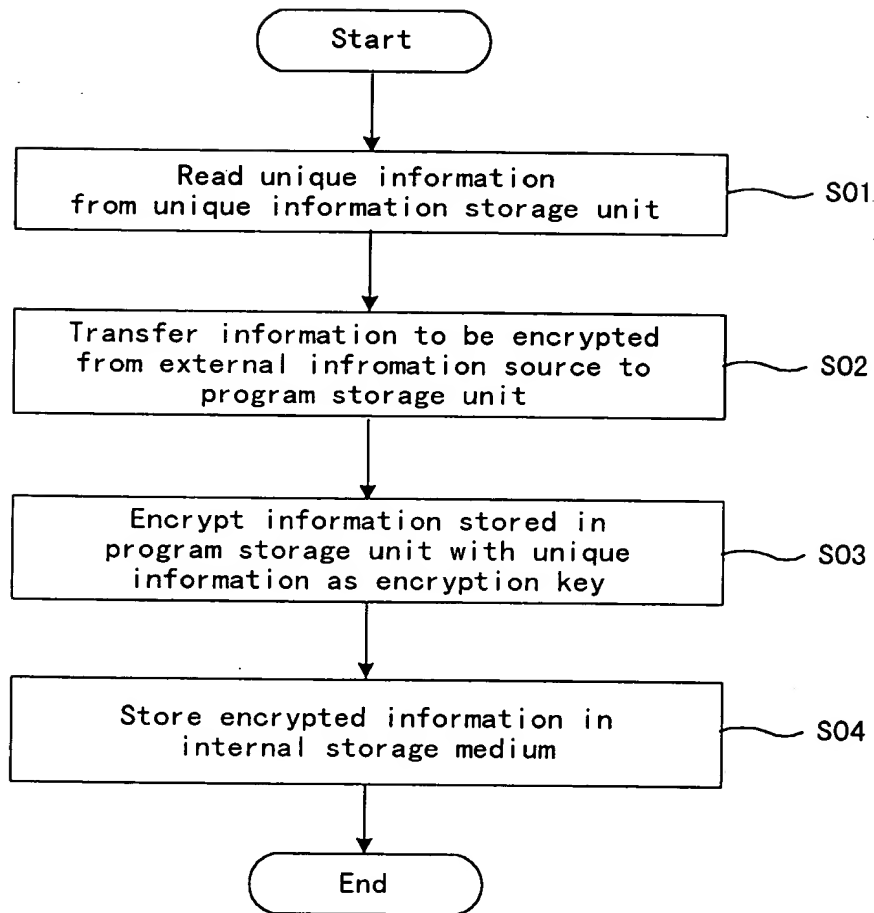 Start
Read unique information
from unique information storage unit
S01
Transfer information to be encrypted
from external infromation source to
program storage unit
S02
Encrypt information stored in
program storage unit with unique
information as encryption key
S03
Store encrypted information in
internal storage medium
S04
End